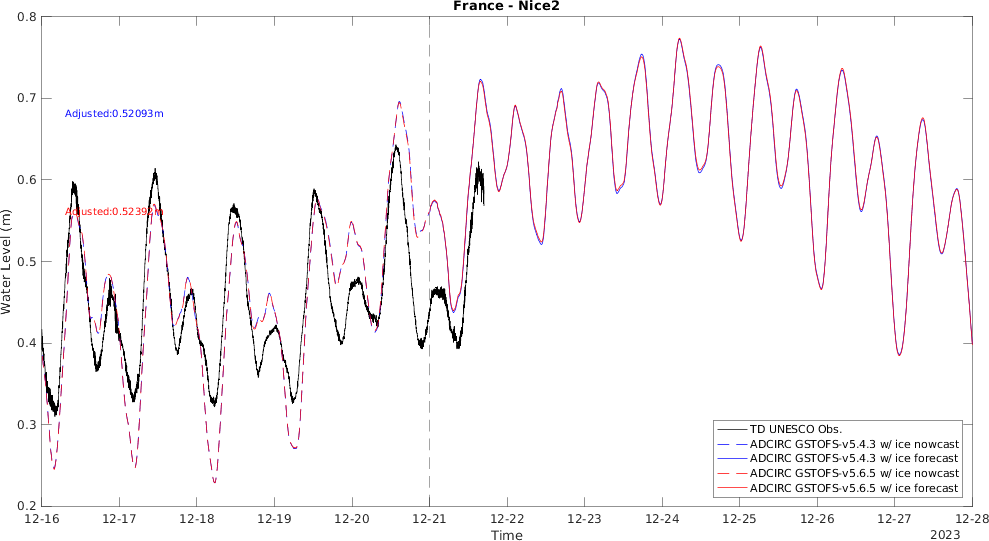 France - Nice2
0.8
0.7
0.6
0.5
0.4
0.3
0.2
Water Level (m)
Adjusted:0.52093m
Adjusted:0.52392m
TD UNESCO Obs.
ADCIRC GSTOFS-v5.4.3 w/ ice nowcast
ADCIRC GSTOFS-v5.4.3 w/ ice forecast
ADCIRC GSTOFS-v5.6.5 w/ ice nowcast
ADCIRC GSTOFS-v5.6.5 w/ ice forecast
12-16 12-17 12-18 12-19 12-20 12-21 12-22 12-23 12-24 12-25 12-26 12-27 12-28
Time
2023